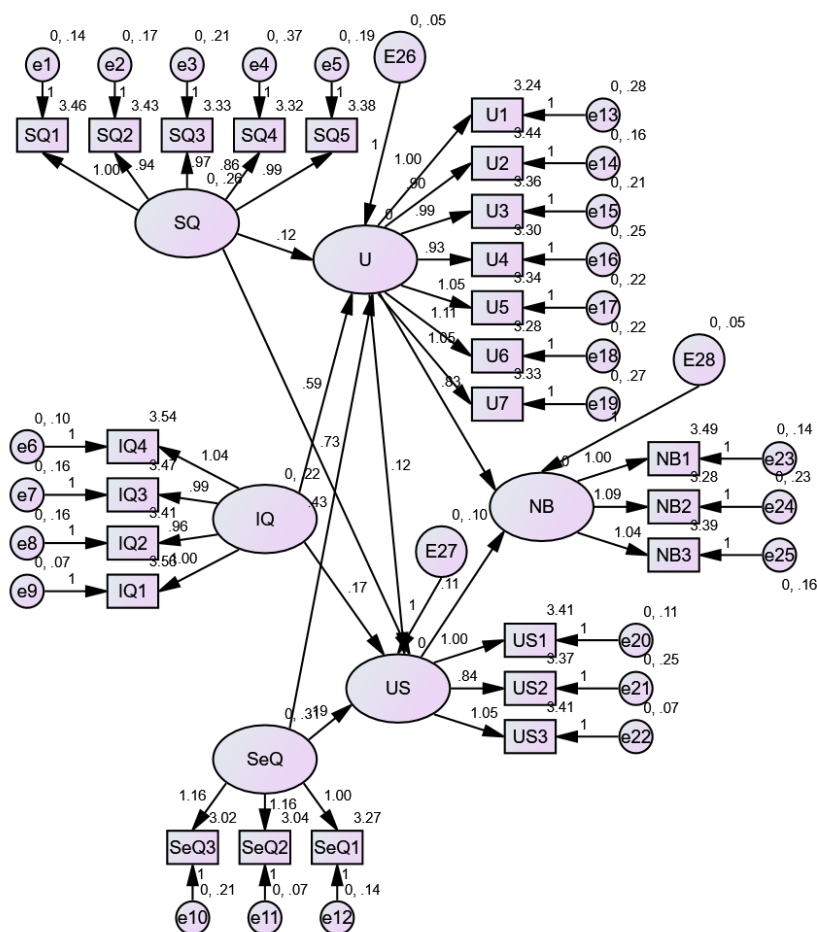 0, .14
0, .17
0, .21
0, .37
0, .19
0, .05
e1
e2
e3
e4
e5
E26
1
1
1
1
1
3.46
3.43
3.33
3.32
3.38
SQ1
SQ2
SQ3
SQ4
SQ5
1.00
.94
.97
.86
.99
0, .26
SQ
.12
1
0
U
3.24
U1
1
0, .28
e13
1.00
3.44
U2
1
0, .16
e14
.90
3.36
U3
1
0, .21
e15
.99
3.30
U4
1
0, .25
e16
.93
3.34
U5
1
0, .22
e17
1.05
3.28
U6
1
0, .22
e18
1.11
3.33
U7
1
0, .27
e19
1.05
.83
0, .05
E28
1
.59
.73
.43
.12
0, .10
e6
1
3.54
IQ4
1.04
0, .16
e7
1
3.47
IQ3
.99
0, .16
e8
1
3.41
IQ2
.96
0, .07
e9
1
IQ1
1.00
0, .22
IQ
.17
0
NB
3.49
NB1
1
0, .14
e23
1.00
3.28
NB2
1
0, .23
e24
1.09
3.39
NB3
1
e25
0, .16
1.04
0, .10
E27
1
.11
0
US
3.41
US1
1
0, .11
e20
1.00
3.37
US2
1
0, .25
e21
.84
3.41
US3
1
0, .07
e22
1.05
0, .31
.19
SeQ
1.16
1.16
1.00
3.02
3.04
3.27
SeQ3
SeQ2
SeQ1
1
1
1
0, .21
0, .07
0, .14
e10
e11
e12